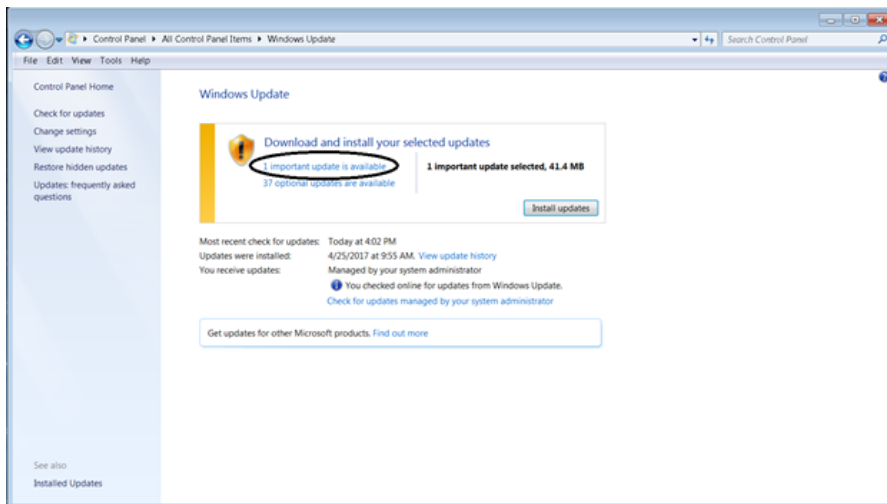 Control Panel ▸ All Control Panel Items ▸ Windows Update
Search Control Panel
File Edit View Tools Help
Control Panel Home
Check for updates
Change settings
View update history
Restore hidden updates
Updates: frequently asked
questions
Windows Update
Download and install your selected updates
1 important update is available
1 important update selected, 41.4 MB
37 optional updates are available
Install updates
Most recent check for updates: Today at 4:02 PM
Updates were installed: 4/25/2017 at 9:55 AM. View update history
You receive updates: Managed by your system administrator
You checked online for updates from Windows Update.
Check for updates managed by your system administrator
Get updates for other Microsoft products. Find out more
See also
Installed Updates